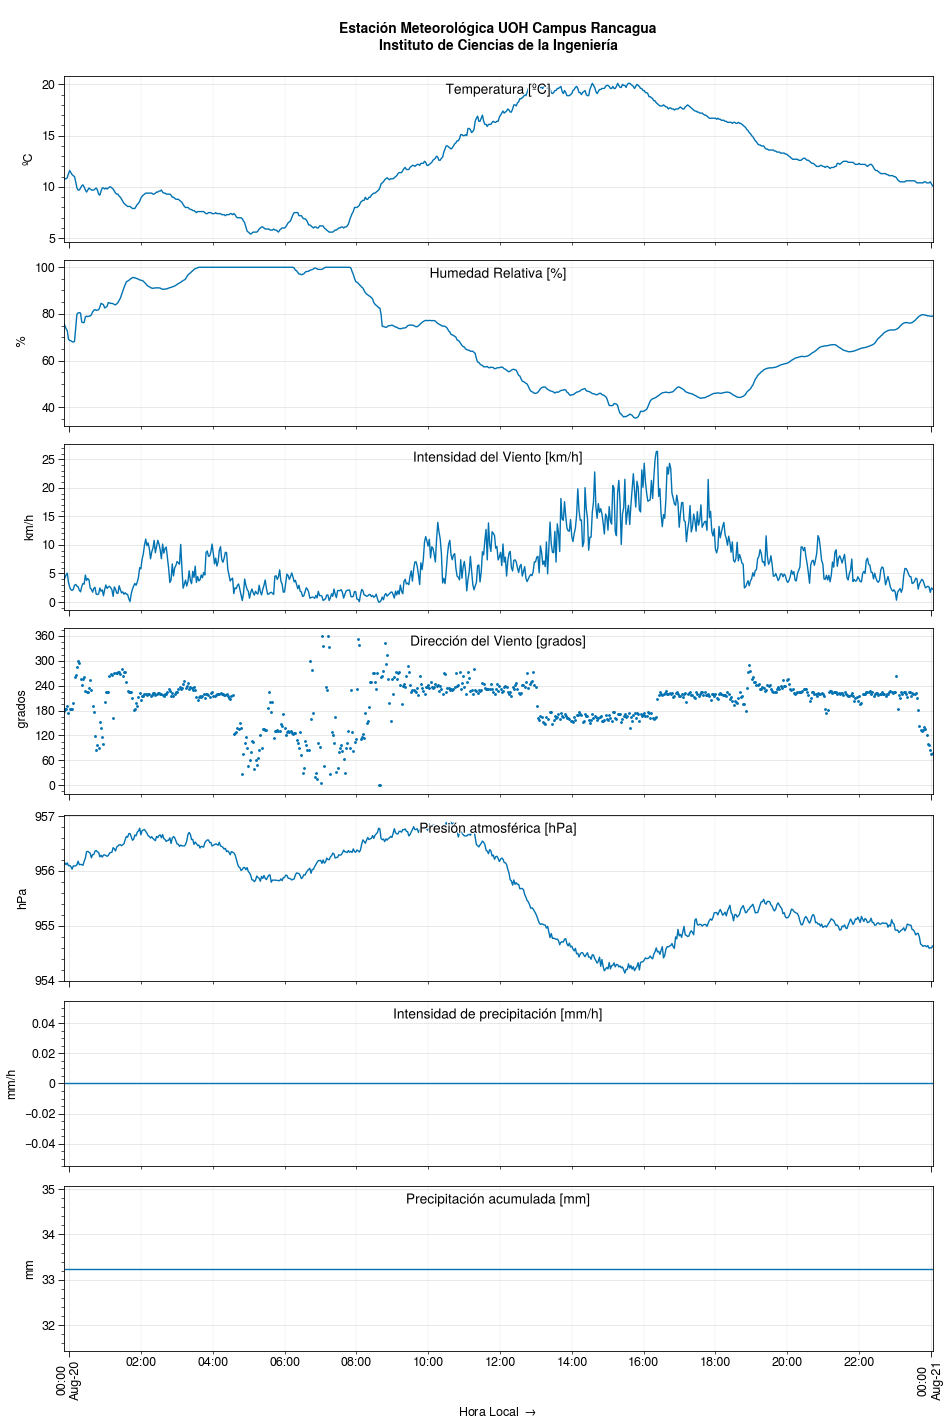 Estación Meteorológica UOH Campus Rancagua
Instituto de Ciencias de la Ingeniería
Temperatura [ºC]
20
15
10
5
ºC
Humedad Relativa [%]
100
80
60
40
%
Intensidad del Viento [km/h]
25
20
15
10
5
0
km/h
Dirección del Viento [grados]
360
300
240
180
120
60
0
grados
Presión atmosférica [hPa]
957
956
955
954
hPa
Intensidad de precipitación [mm/h]
0.04
0.02
0
−0.02
−0.04
mm/h
Precipitación acumulada [mm]
35
34
33
32
mm
00:00
Aug-20
02:00
04:00
06:00
08:00
10:00
12:00
14:00
16:00
18:00
20:00
22:00
00:00
Aug-21
Hora Local →